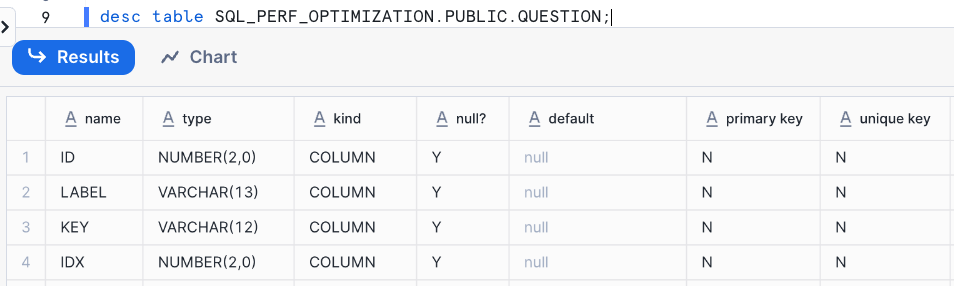 9 desc table SQL_PERF_OPTIMIZATION.PUBLIC.QUESTION;
Results Chart
name type kind null? default primary key unique key
1 ID NUMBER(2,0) COLUMN Y null N N
2 LABEL VARCHAR(13) COLUMN Y null N N
3 KEY VARCHAR(12) COLUMN Y null N N
4 IDX NUMBER(2,0) COLUMN Y null N N